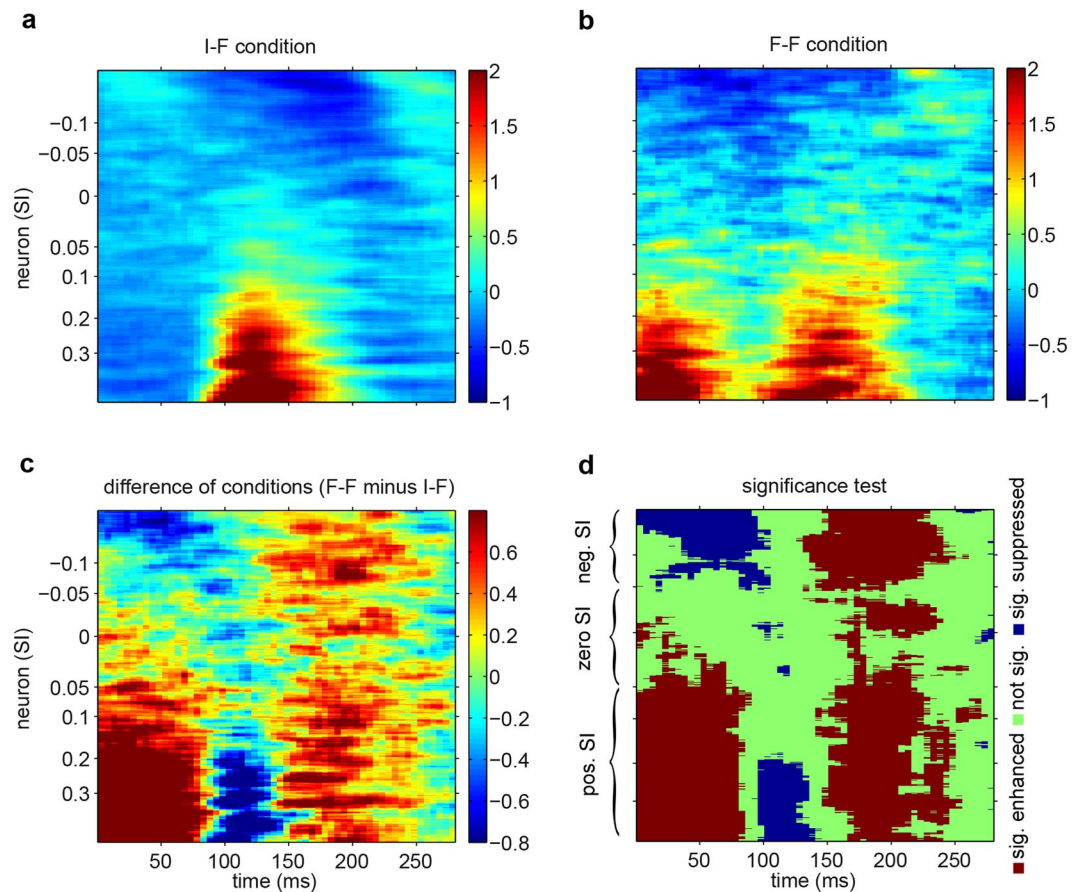 a
I-F condition
2
1.5
1
0.5
0
−0.5
−1
−0.1
−0.05
0
0.05
0.1
0.2
0.3
neuron (SI)
b
F-F condition
2
1.5
1
0.5
0
−0.5
−1
c
difference of conditions (F-F minus I-F)
0.6
0.4
0.2
0
−0.2
−0.4
−0.6
−0.8
−0.1
−0.05
0
0.05
0.1
0.2
0.3
neuron (SI)
50 100 150 200 250
time (ms)
d
significance test
neg. SI
zero SI
pos. SI
50 100 150 200 250
time (ms)
sig. enhanced not sig. sig. suppressed